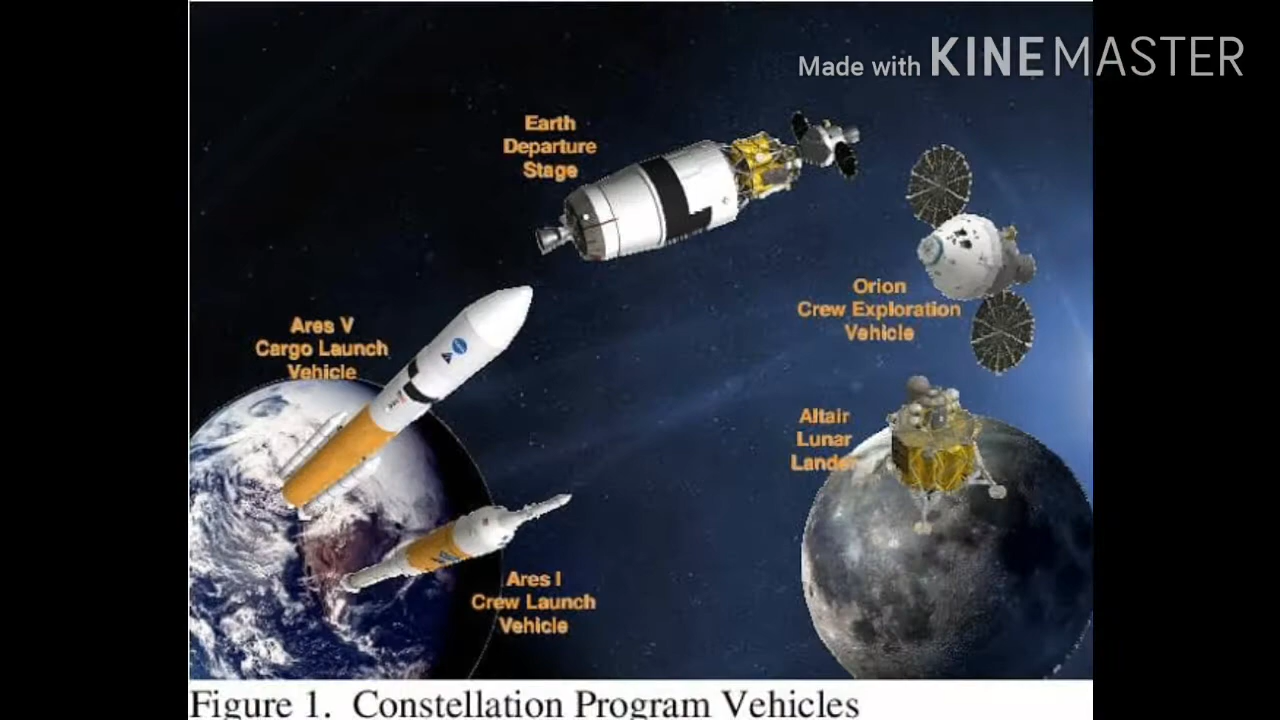 Made with KINEMASTER
Earth
Departure
Stage
Orion
Crew Exploration
Vehicle
Ares V
Cargo Launch
Vehicle
Altair
Lunar
Lander
Ares I
Crew Launch
Vehicle
Figure 1. Constellation Program Vehicles